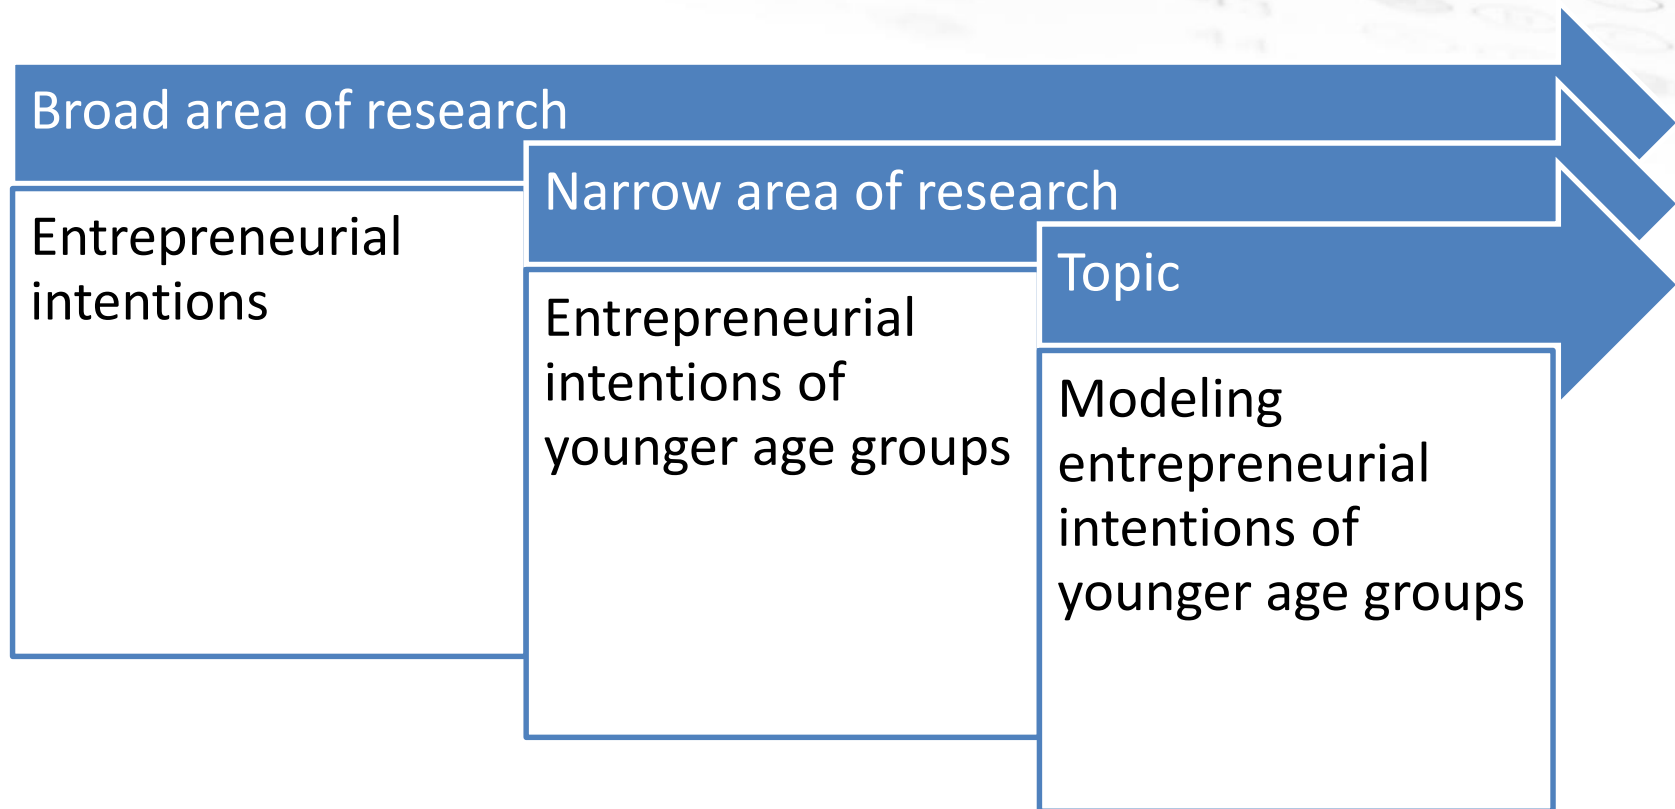 Broad area of research
Entrepreneurial
intentions
Narrow area of research
Entrepreneurial
intentions of
younger age groups
Topic
Modeling
entrepreneurial
intentions of
younger age groups